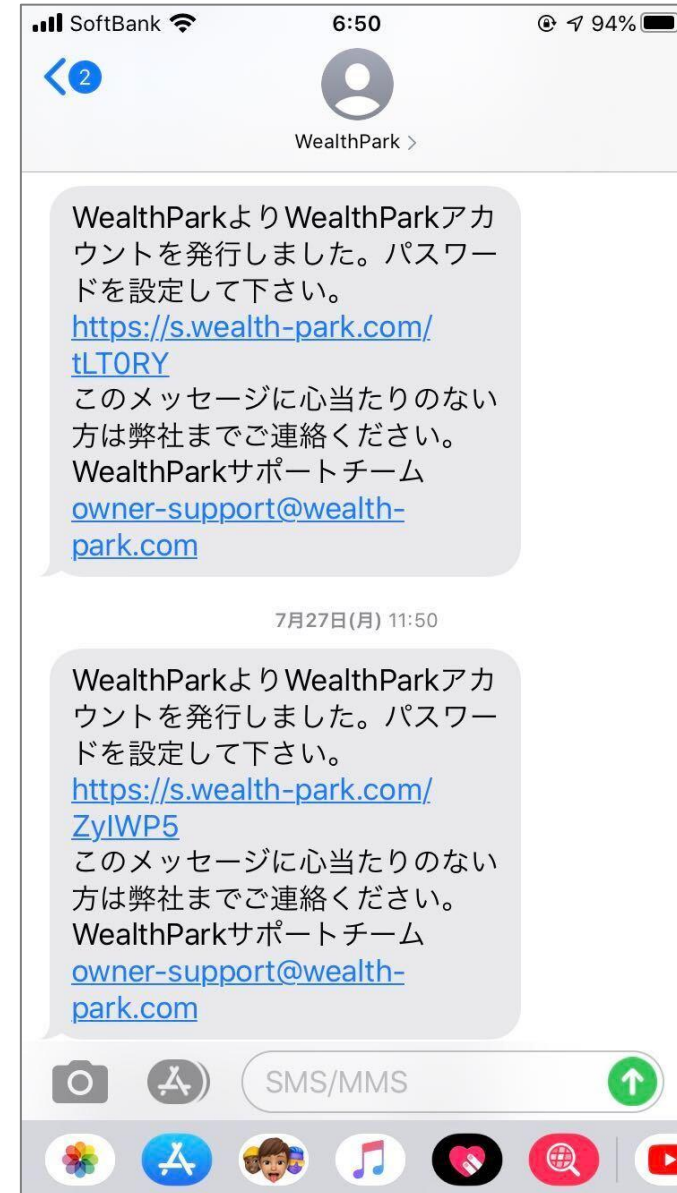 SoftBank 6:50 94%
2
WealthPark
WealthParkよりWealthParkアカ
ウントを発行しました。パスワー
ドを設定して下さい。
https://s.wealth-park.com/
tLT0RY
このメッセージに心当たりのない
方は弊社までご連絡ください。
WealthParkサポートチーム
owner-support@wealth-
park.com
7月27日(月) 11:50
WealthParkよりWealthParkアカ
ウントを発行しました。パスワー
ドを設定して下さい。
https://s.wealth-park.com/
ZyIWP5
このメッセージに心当たりのない
方は弊社までご連絡ください。
WealthParkサポートチーム
owner-support@wealth-
park.com
SMS/MMS